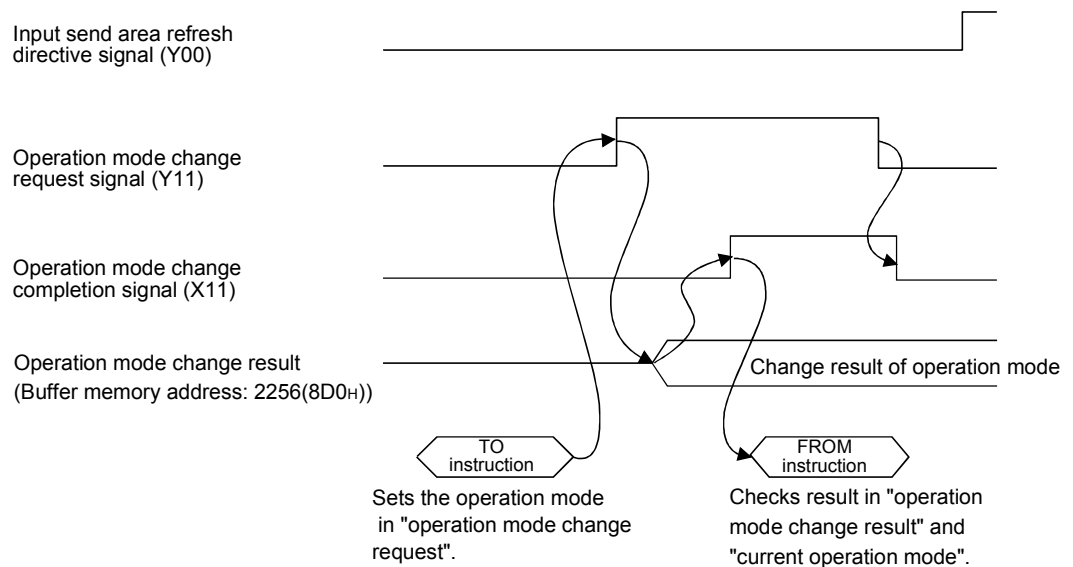 Input send area refresh
directive signal (Y00)
Operation mode change
request signal (Y11)
Operation mode change
completion signal (X11)
Operation mode change result
(Buffer memory address: 2256(8D0H))
Change result of operation mode
TO
instruction
Sets the operation mode
in "operation mode change
request".
FROM
instruction
Checks result in "operation
mode change result" and
"current operation mode".